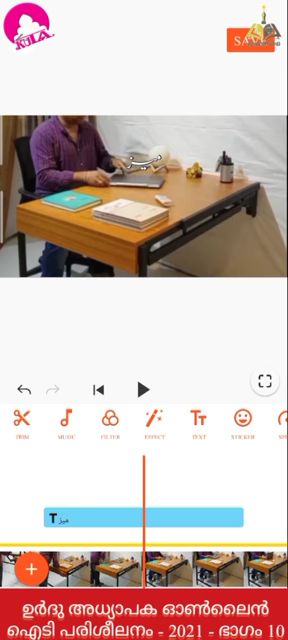 SAVE
میز
TRIM
MUSIC
FILTER
EFFECT
TEXT
STICKER
T میز
ഉർദു അധ്യാപക ഓൺലൈൻ
ഐടി പരിശീലനം - 2021 - ഭാഗം 10